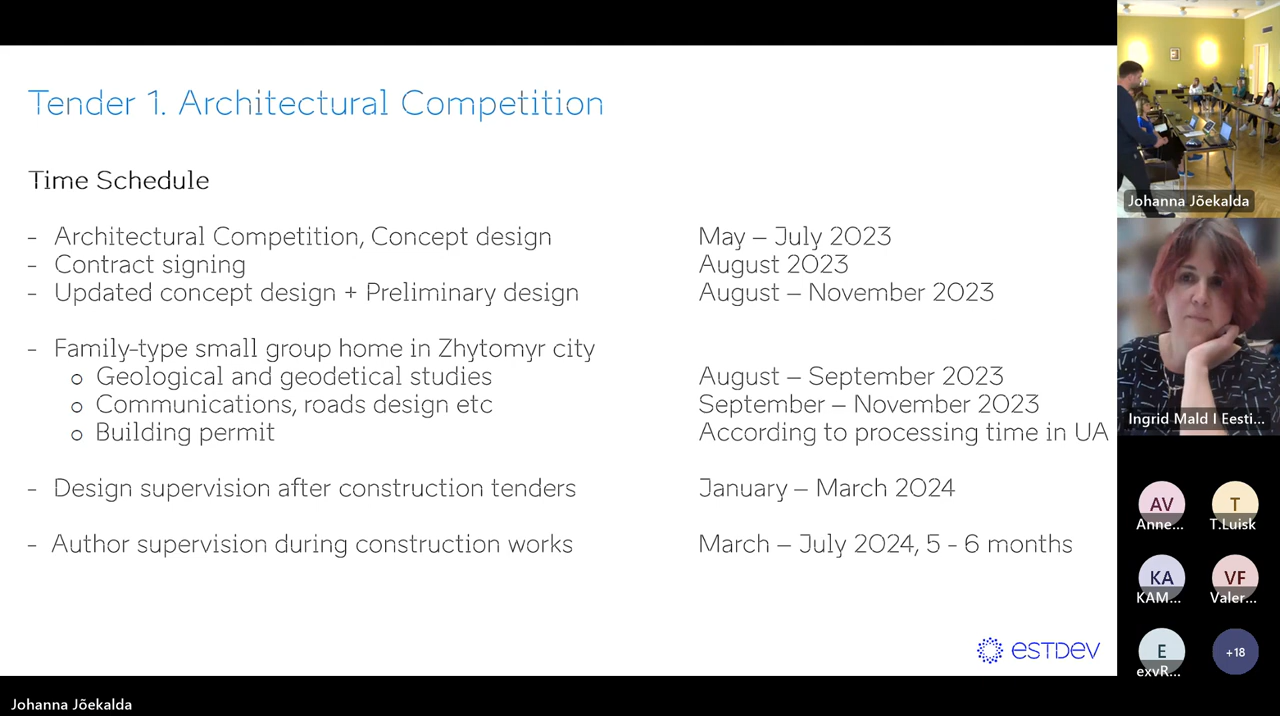 Tender 1. Architectural Competition
Time Schedule
- Architectural Competition, Concept design May – July 2023
- Contract signing August 2023
- Updated concept design + Preliminary design August – November 2023
- Family-type small group home in Zhytomyr city
o Geological and geodetical studies August – September 2023
o Communications, roads design etc September – November 2023
o Building permit According to processing time in UA
- Design supervision after construction tenders January – March 2024
- Author supervision during construction works March – July 2024, 5 - 6 months
ESTDEV
Johanna Jõekalda
Johanna Jõekalda
Ingrid Mald I Eesti...
AV T
Anne... T.Luisk
KA VF
KAM... Valer...
E +18
exvR...